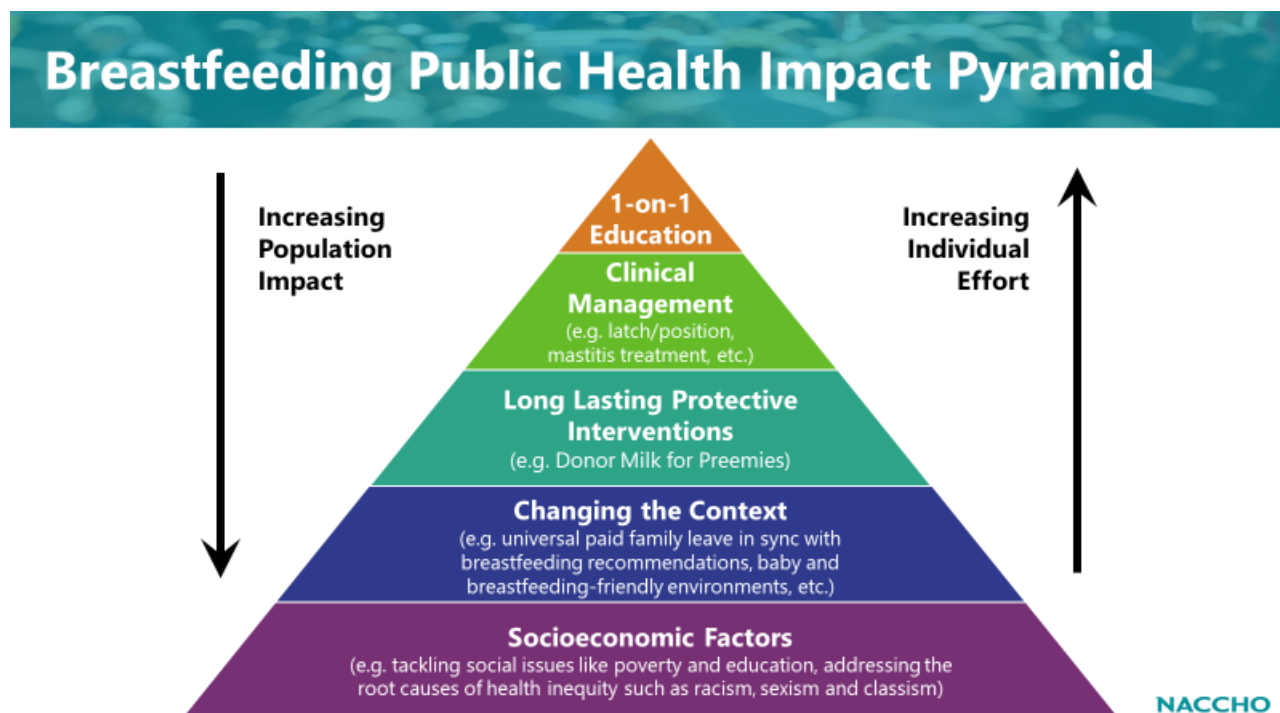 Breastfeeding Public Health Impact Pyramid
Increasing
Population
Impact
1-on-1
Education
Clinical
Management
(e.g. latch/position,
mastitis treatment, etc.)
Long Lasting Protective
Interventions
(e.g. Donor Milk for Preemies)
Changing the Context
(e.g. universal paid family leave in sync with
breastfeeding recommendations, baby and
breastfeeding-friendly environments, etc.)
Socioeconomic Factors
(e.g. tackling social issues like poverty and education, addressing the
root causes of health inequity such as racism, sexism and classism)
Increasing
Individual
Effort
NACCHO